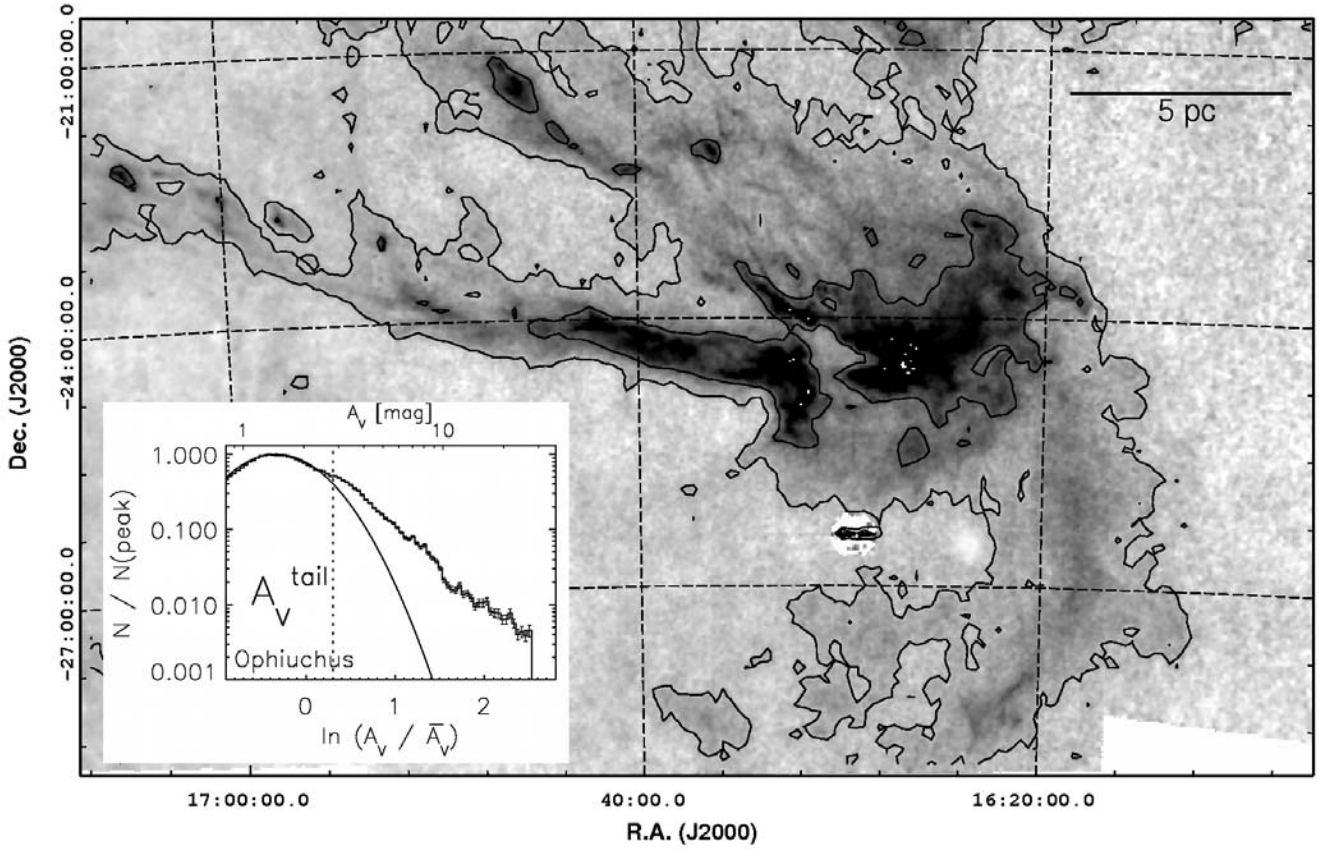 -21:00:00.0
-24:00:00.0
-27:00:00.0
Dec. (J2000)
5 pc
A_V [mag]
1 10
1.000
0.100
0.010
0.001
N / N(peak)
A_V^tail
Ophiuchus
0 1 2
ln (A_V / A̅_V)
17:00:00.0 40:00.0 16:20:00.0
R.A. (J2000)